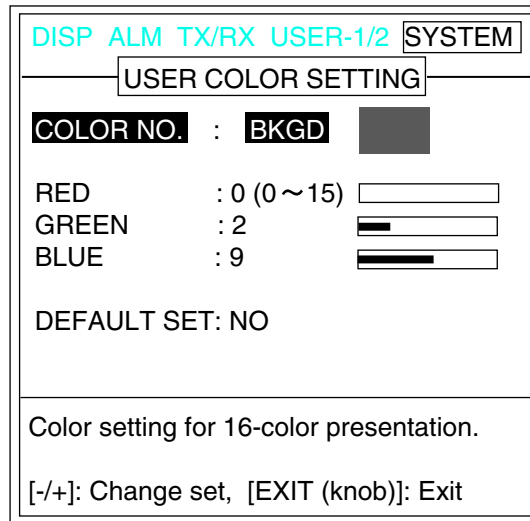 DISP ALM TX/RX USER-1/2 SYSTEM
USER COLOR SETTING
COLOR NO. : BKGD
RED : 0 (0～15)
GREEN : 2
BLUE : 9
DEFAULT SET: NO
Color setting for 16-color presentation.
[-/+]: Change set, [EXIT (knob)]: Exit